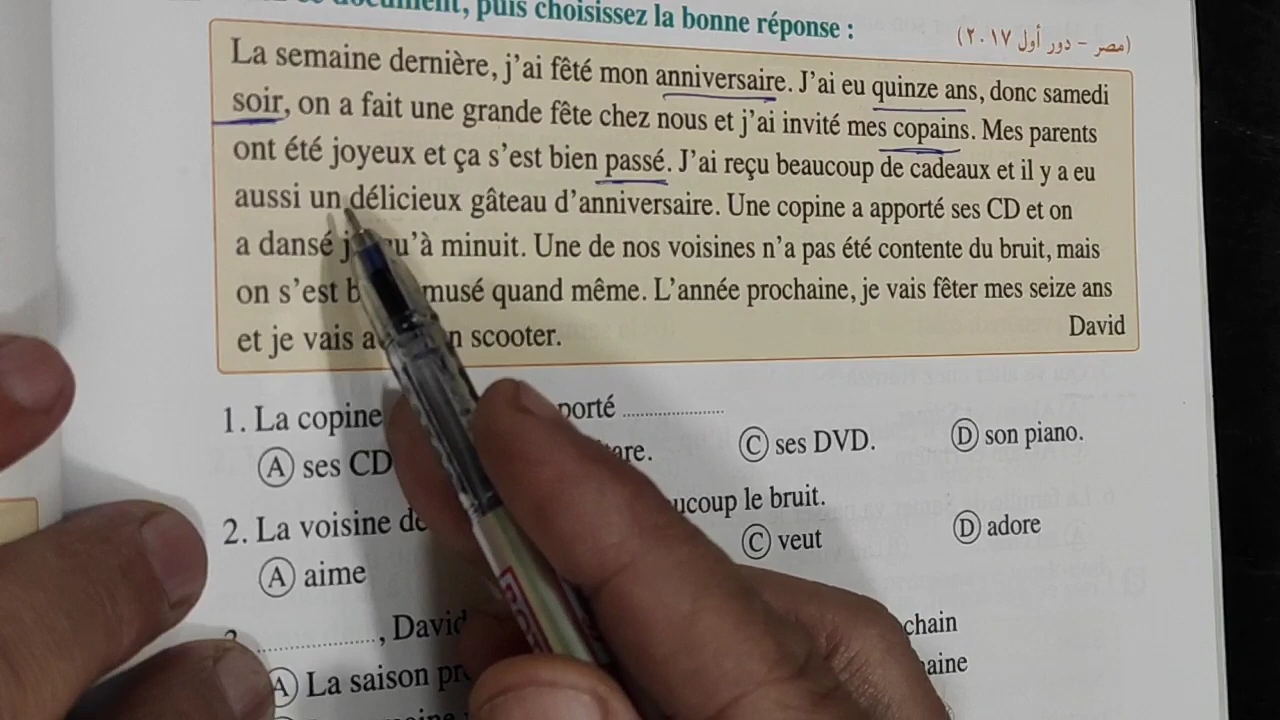 document, puis choisissez la bonne réponse :
(مصر - دور أول ٢٠١٧)
La semaine dernière, j'ai fêté mon anniversaire. J'ai eu quinze ans, donc samedi
soir, on a fait une grande fête chez nous et j'ai invité mes copains. Mes parents
ont été joyeux et ça s'est bien passé. J'ai reçu beaucoup de cadeaux et il y a eu
aussi un délicieux gâteau d'anniversaire. Une copine a apporté ses CD et on
a dansé j qu'à minuit. Une de nos voisines n'a pas été contente du bruit, mais
on s'est b musé quand même. L'année prochaine, je vais fêter mes seize ans
et je vais a n scooter.
David
1. La copine porté ....................
A ses CD are. C ses DVD. D son piano.
2. La voisine de ucoup le bruit.
A aime C veut D adore
...................., David chain
A La saison pr aine